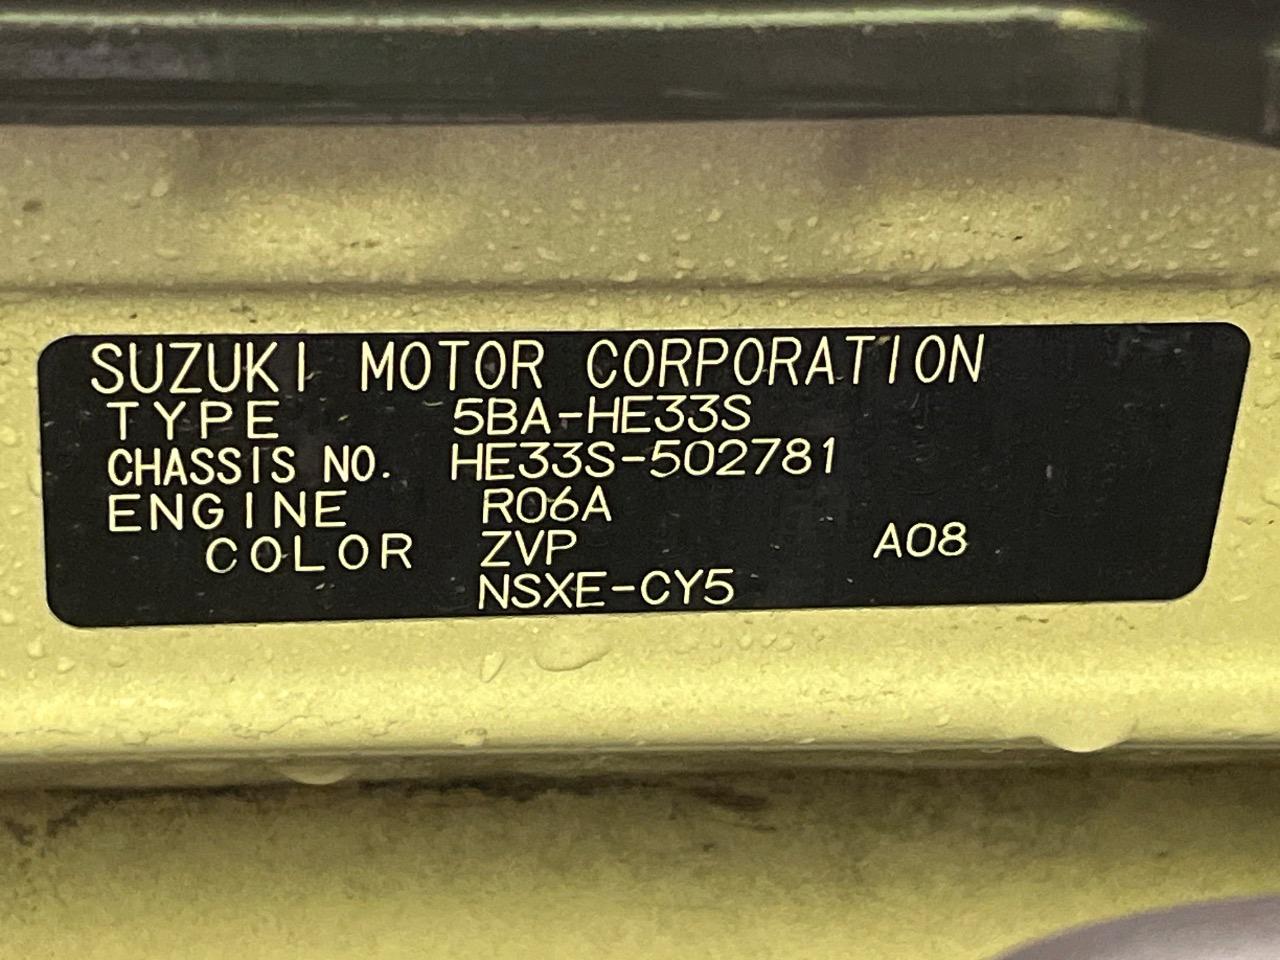 SUZUKI MOTOR CORPORATION
TYPE 5BA-HE33S
CHASSIS NO. HE33S-502781
ENGINE R06A
COLOR ZVP A08
NSXE-CY5